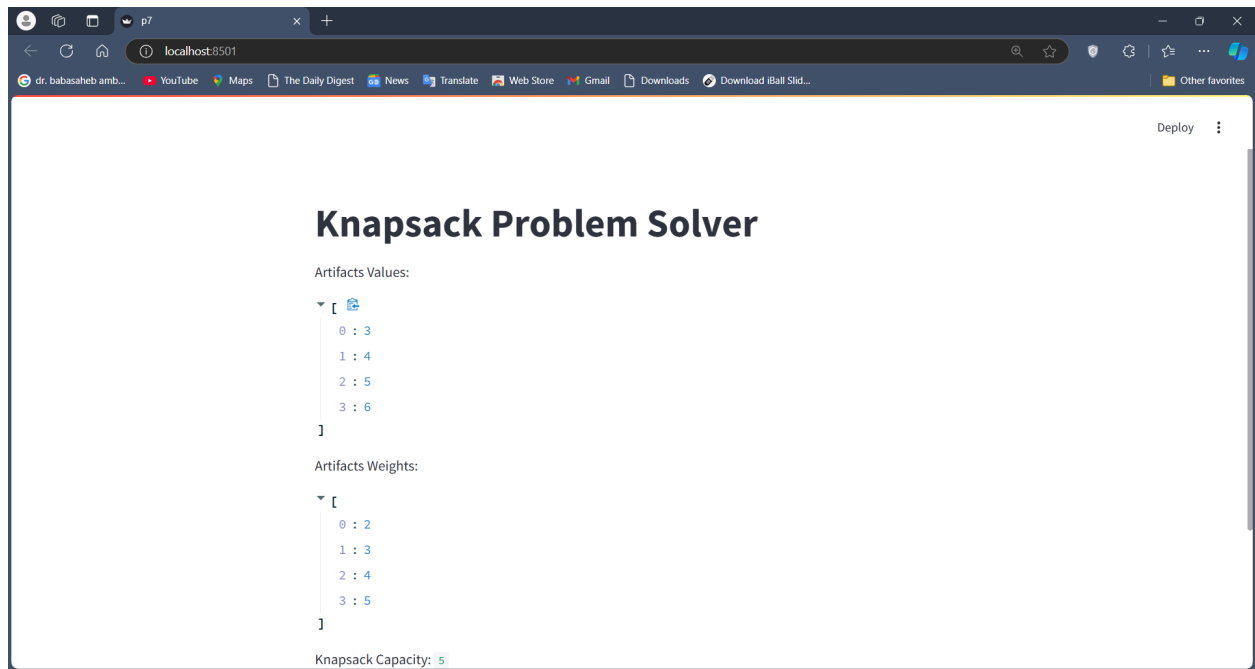 p7
localhost:8501
dr. babasaheb amb... YouTube Maps The Daily Digest News Translate Web Store Gmail Downloads Download iBall Slid... Other favorites
Deploy
Knapsack Problem Solver
Artifacts Values:
[
0 : 3
1 : 4
2 : 5
3 : 6
]
Artifacts Weights:
[
0 : 2
1 : 3
2 : 4
3 : 5
]
Knapsack Capacity: 5